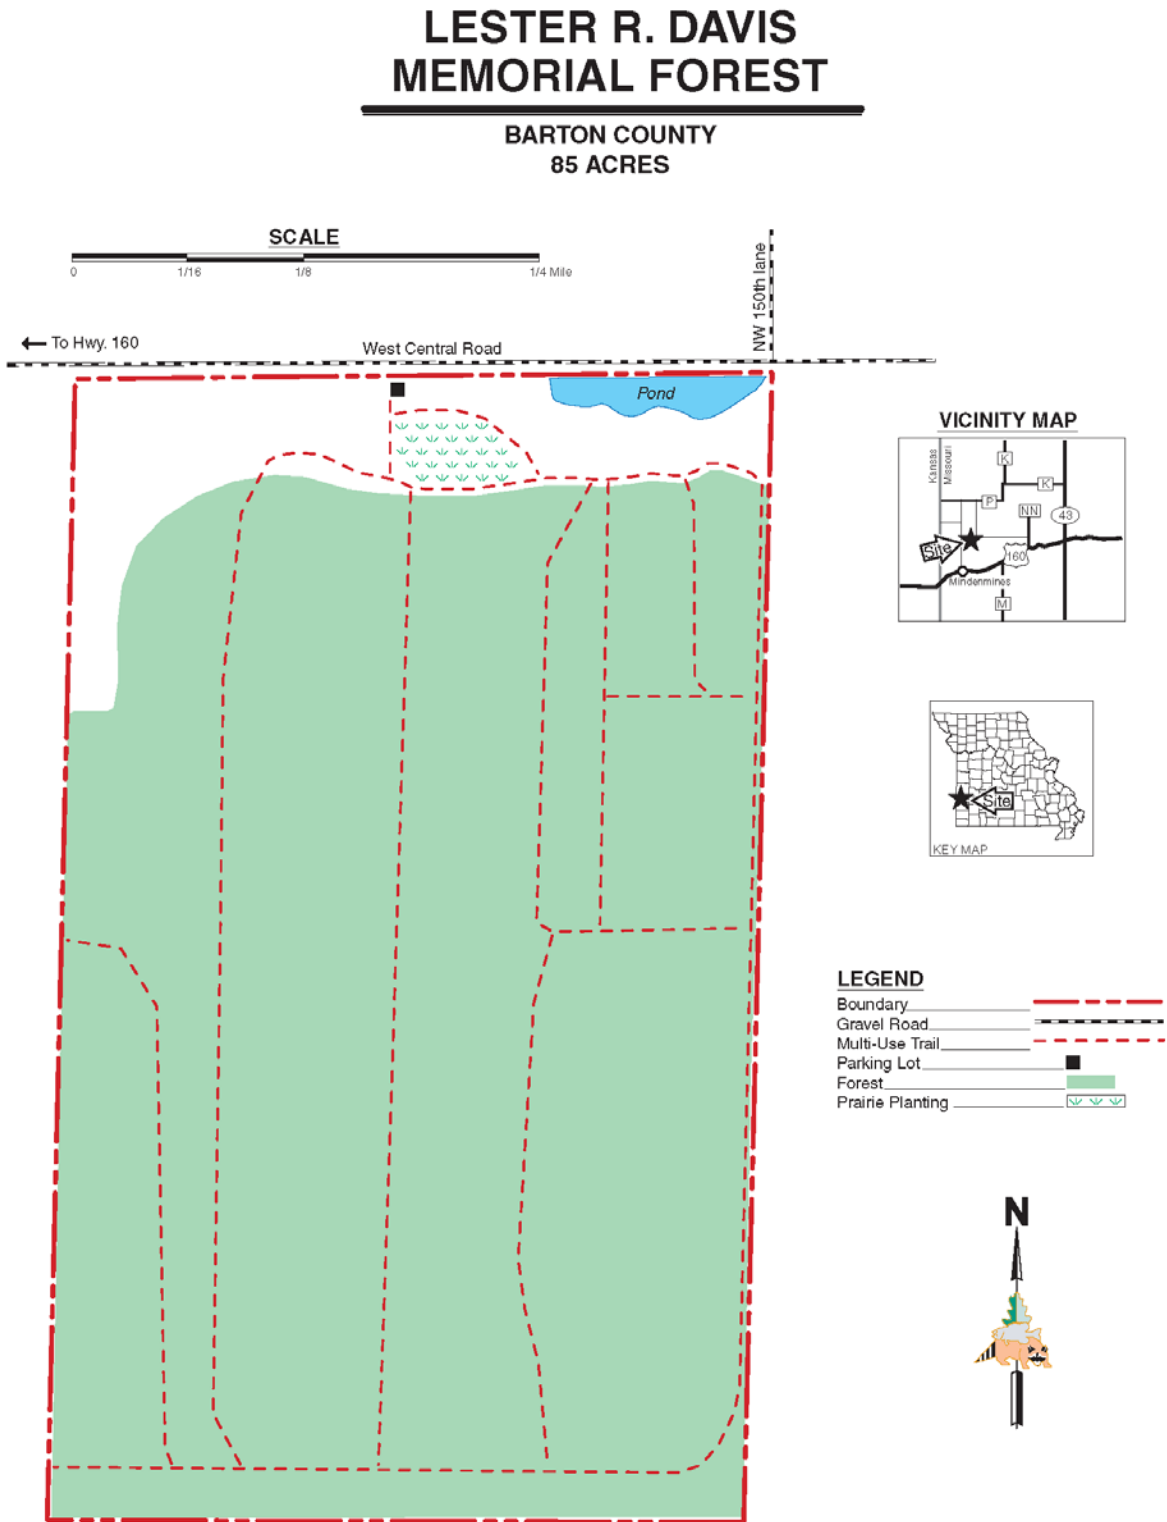 LESTER R. DAVIS
MEMORIAL FOREST
BARTON COUNTY
85 ACRES
SCALE
0 1/16 1/8 1/4 Mile
NW 150th lane
To Hwy. 160
West Central Road
Pond
VICINITY MAP
Kansas
Missouri
K
K
P
NN
43
Site
160
Mindenmines
M
Site
KEY MAP
LEGEND
Boundary
Gravel Road
Multi-Use Trail
Parking Lot
Forest
Prairie Planting
N